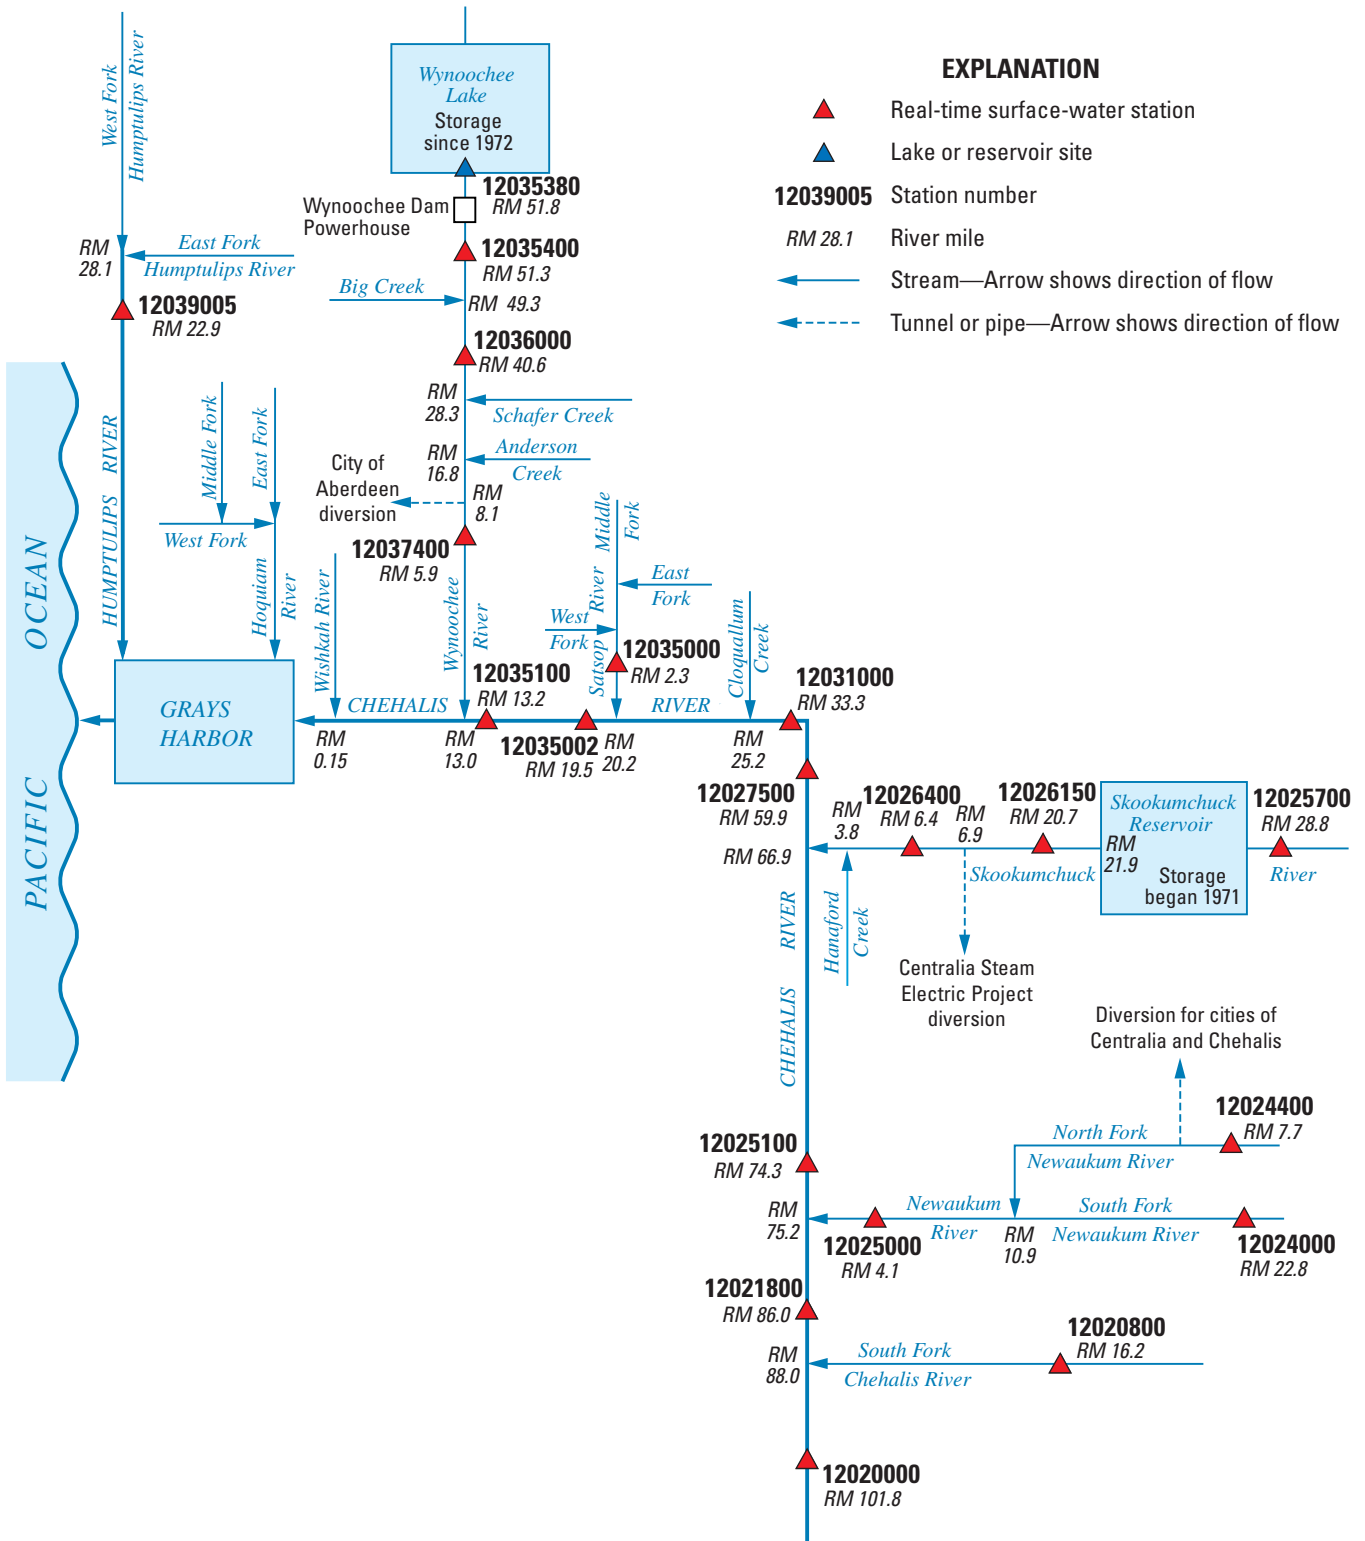 West Fork
Humptulips River
Wynoochee
Lake
Storage
since 1972
12035380
RM 51.8
Wynoochee Dam
Powerhouse
12035400
RM 51.3
Big Creek
RM 49.3
12036000
RM 40.6
RM
28.3
Schafer Creek
RM
16.8
Anderson
Creek
City of
Aberdeen
diversion
RM
8.1
12037400
RM 5.9
Wynoochee
River
EXPLANATION
Real-time surface-water station
Lake or reservoir site
12039005 Station number
RM 28.1 River mile
Stream—Arrow shows direction of flow
Tunnel or pipe—Arrow shows direction of flow
RM
28.1
East Fork
Humptulips River
12039005
RM 22.9
HUMPTULIPS RIVER
Middle Fork
East Fork
West Fork
Hoquiam
River
Wishkah River
PACIFIC OCEAN
GRAYS
HARBOR
CHEHALIS RIVER
RM
0.15
RM
13.0
12035100
RM 13.2
12035002
RM 19.5
RM
20.2
Satsop River Middle
Fork
East
Fork
West
Fork
12035000
RM 2.3
Cloquallum
Creek
RM
25.2
12031000
RM 33.3
12027500
RM 59.9
RM 66.9
RM
3.8
12026400
RM 6.4
RM
6.9
12026150
RM 20.7
Skookumchuck
Reservoir
RM
21.9
Storage
began 1971
12025700
RM 28.8
Skookumchuck River
Hanaford
Creek
Centralia Steam
Electric Project
diversion
CHEHALIS RIVER
Diversion for cities of
Centralia and Chehalis
12024400
RM 7.7
North Fork
Newaukum River
12025100
RM 74.3
RM
75.2
Newaukum
River
12025000
RM 4.1
RM
10.9
South Fork
Newaukum River
12024000
RM 22.8
12021800
RM 86.0
RM
88.0
South Fork
Chehalis River
12020800
RM 16.2
12020000
RM 101.8